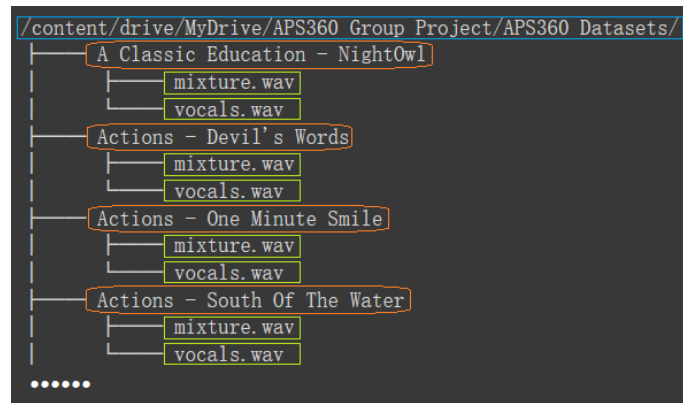 /content/drive/MyDrive/APS360 Group Project/APS360 Datasets/
A Classic Education - NightOwl
mixture.wav
vocals.wav
Actions - Devil's Words
mixture.wav
vocals.wav
Actions - One Minute Smile
mixture.wav
vocals.wav
Actions - South Of The Water
mixture.wav
vocals.wav
••••••